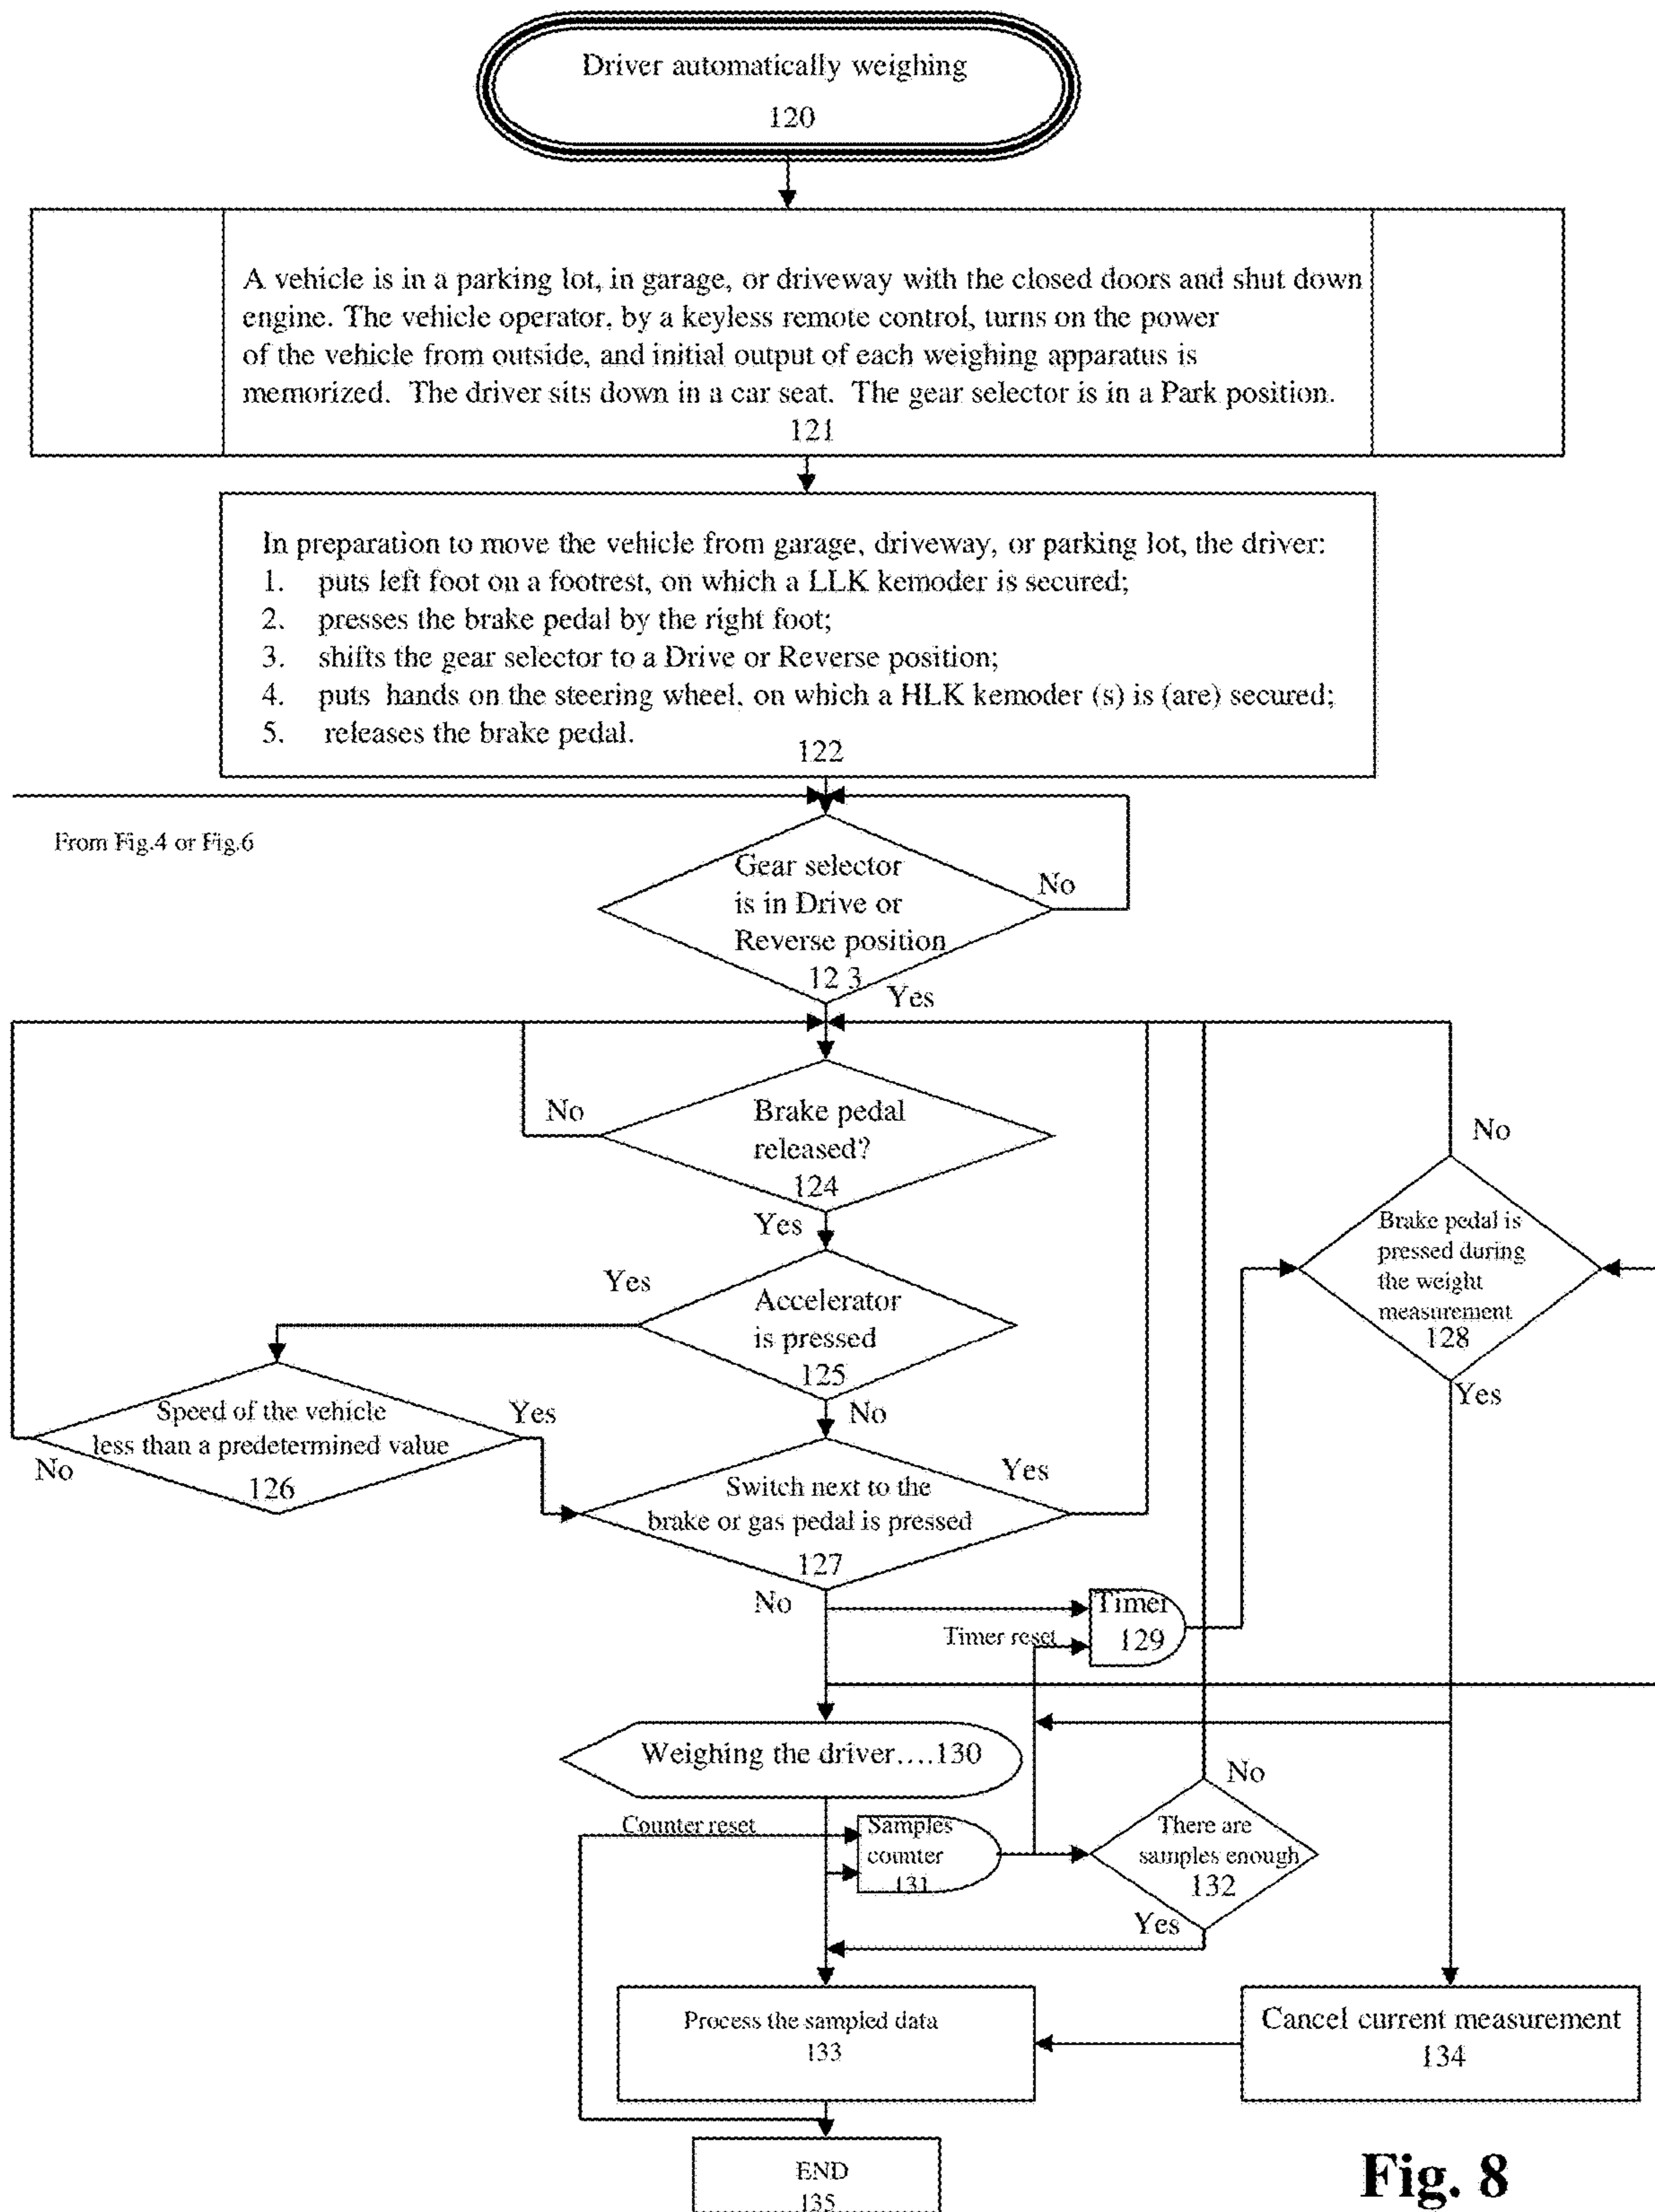 Driver automatically weighing
120
A vehicle is in a parking lot, in garage, or driveway with the closed doors and shut down
engine. The vehicle operator, by a keyless remote control, turns on the power
of the vehicle from outside, and initial output of each weighing apparatus is
memorized. The driver sits down in a car seat. The gear selector is in a Park position.
121
In preparation to move the vehicle from garage, driveway, or parking lot, the driver:
1. puts left foot on a footrest, on which a LLK kemoder is secured;
2. presses the brake pedal by the right foot;
3. shifts the gear selector to a Drive or Reverse position;
4. puts hands on the steering wheel, on which a HLK kemoder (s) is (are) secured;
5. releases the brake pedal.
122
From Fig.4 or Fig.6
Gear selector
is in Drive or
Reverse position
12 3
No
Yes
Brake pedal
released?
124
No
Yes
Accelerator
is pressed
125
Yes
No
Brake pedal is
pressed during
the weight
measurement
128
No
Yes
Speed of the vehicle
less than a predetermined value
126
Yes
No
Switch next to the
brake or gas pedal is pressed
127
Yes
No
Timer
129
Timer reset
Weighing the driver....130
Counter reset
Samples
counter
131
There are
samples enough
132
No
Yes
Process the sampled data
133
Cancel current measurement
134
END
135
Fig. 8